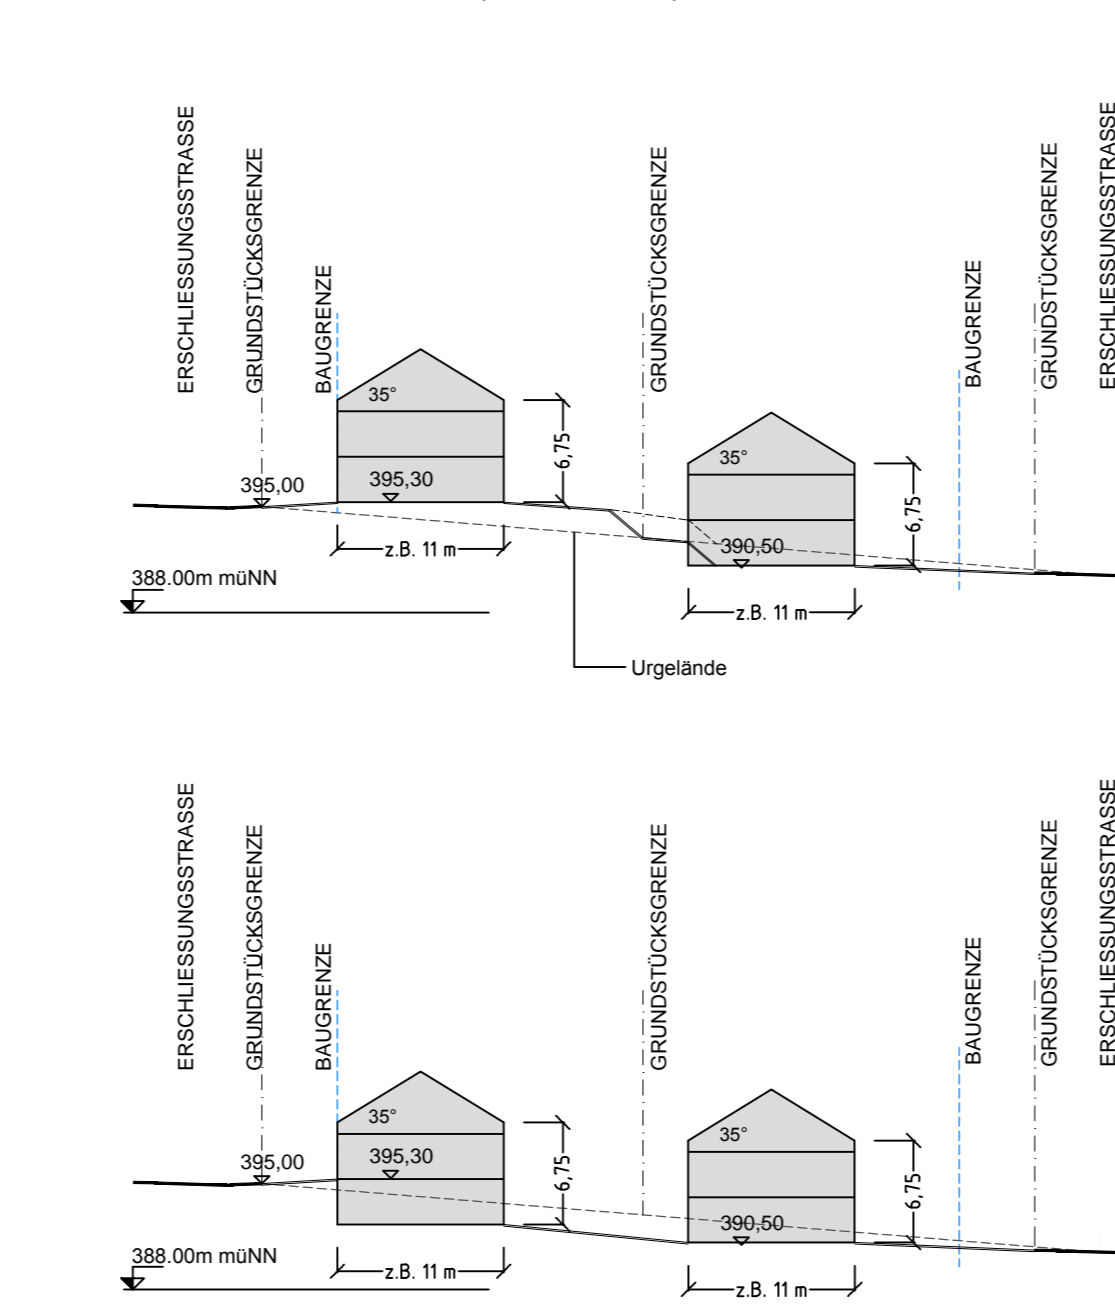 ERSCHLIESSUNGSSTRASSE
GRUNDSTÜCKSGRENZE
BAUGRENZE
GRUNDSTÜCKSGRENZE
BAUGRENZE
GRUNDSTÜCKSGRENZE
ERSCHLIESSUNGSSTRASSE
35°
395,00
395,30
6,75
35°
390,50
6,75
z.B. 11 m
z.B. 11 m
388.00m müNN
Urgelände
ERSCHLIESSUNGSSTRASSE
GRUNDSTÜCKSGRENZE
BAUGRENZE
GRUNDSTÜCKSGRENZE
BAUGRENZE
GRUNDSTÜCKSGRENZE
ERSCHLIESSUNGSSTRASSE
35°
395,00
395,30
6,75
35°
390,50
6,75
388.00m müNN
z.B. 11 m
z.B. 11 m